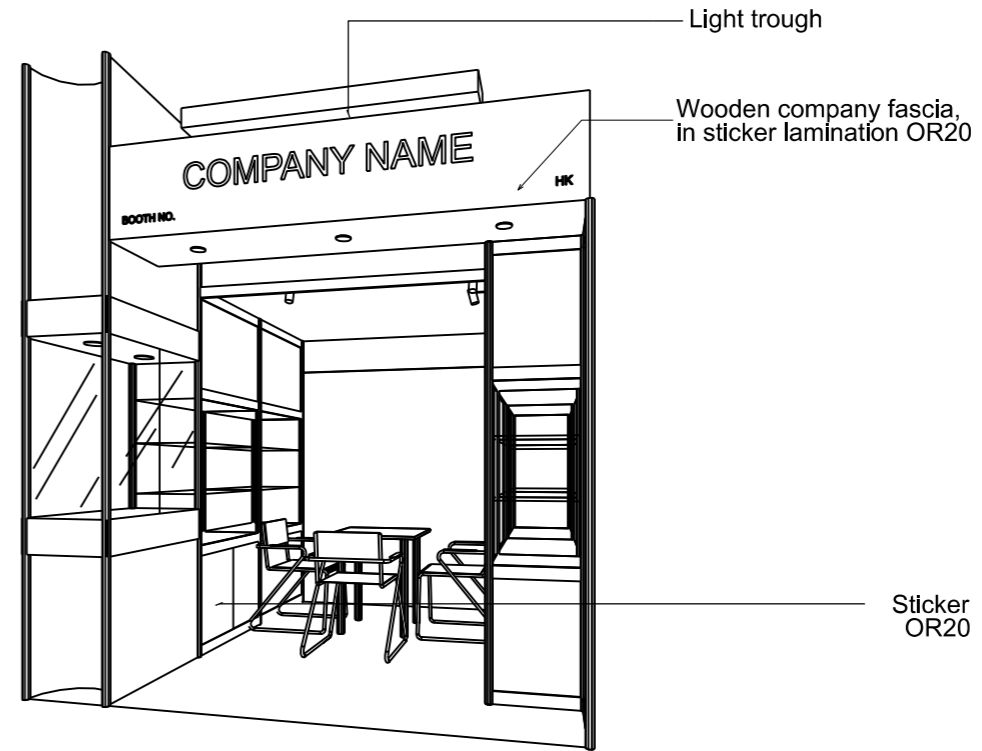 Light trough
Wooden company fascia,
in sticker lamination OR20
COMPANY NAME
HK
BOOTH NO.
Sticker
OR20